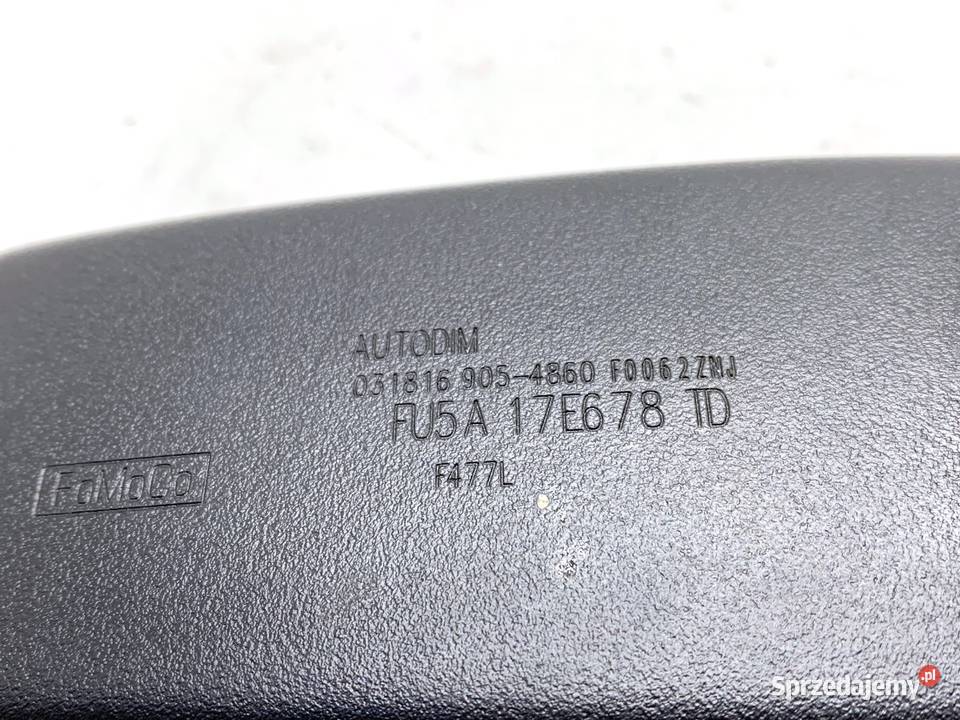 AUTODIM
031816 905-4860 F0062ZNJ
FU5A 17E678 TD
F477L
FoMoCo
Sprzedajemy.pl